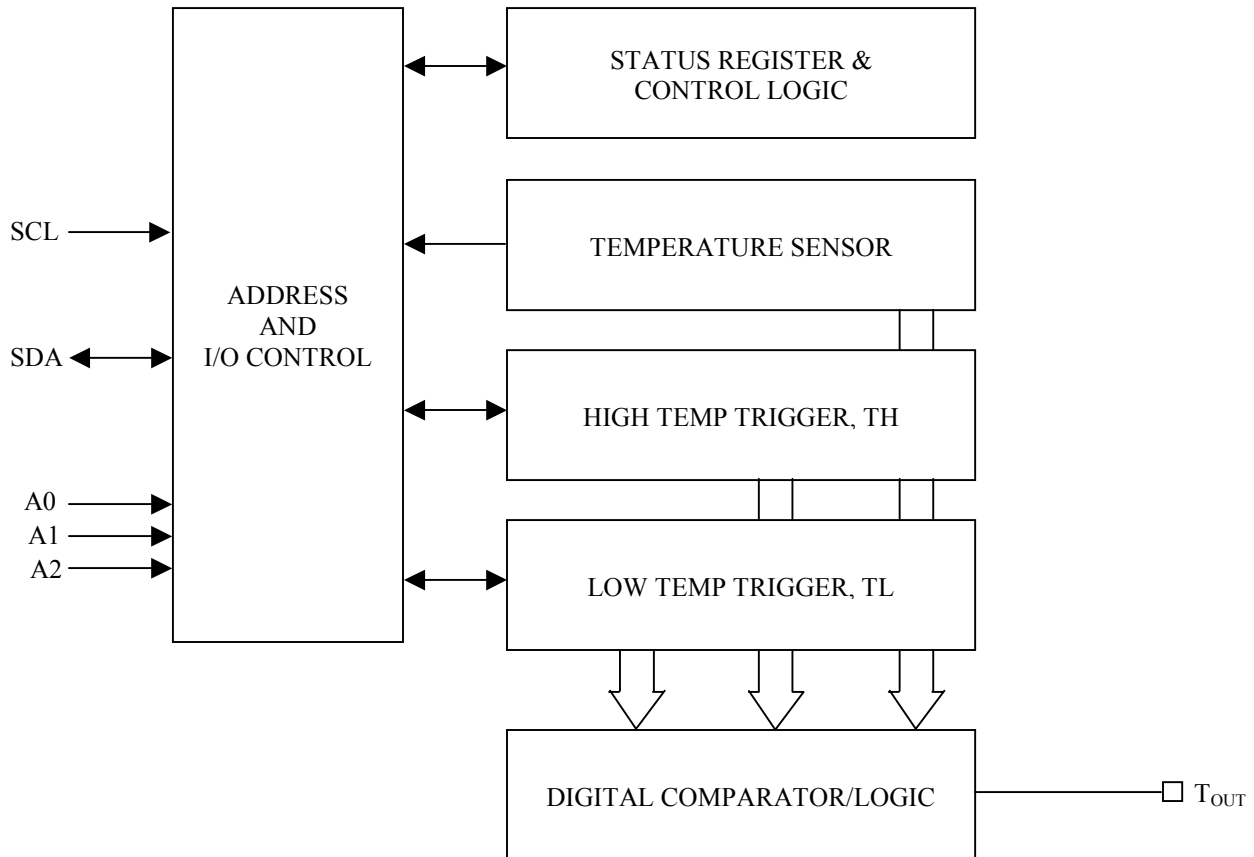 STATUS REGISTER &
CONTROL LOGIC
SCL
TEMPERATURE SENSOR
ADDRESS
AND
I/O CONTROL
SDA
HIGH TEMP TRIGGER, TH
A0
A1
A2
LOW TEMP TRIGGER, TL
DIGITAL COMPARATOR/LOGIC
TOUT